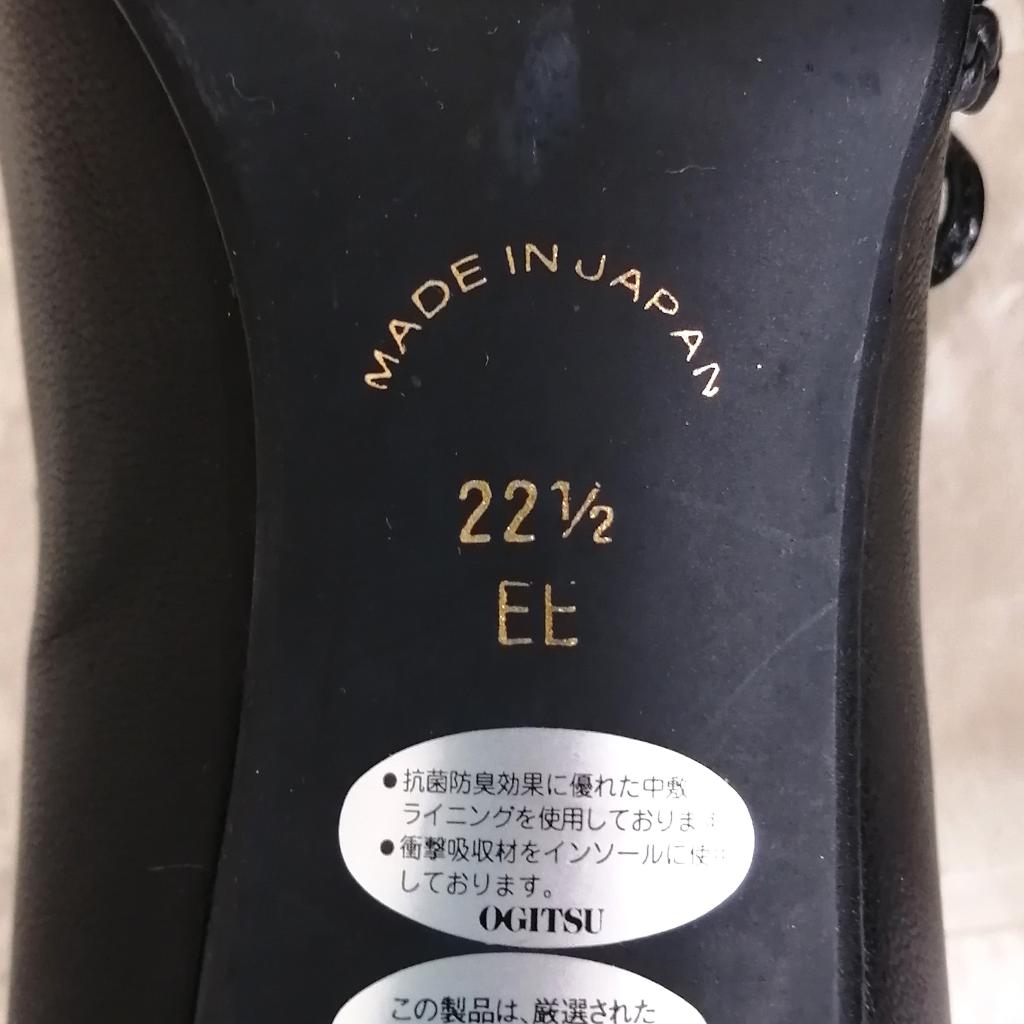 MADE IN JAPAN
22 1/2
EE
●抗菌防臭効果に優れた中敷
ライニングを使用しておりま
●衝撃吸収材をインソールに使
しております。
OGITSU
この製品は、厳選された